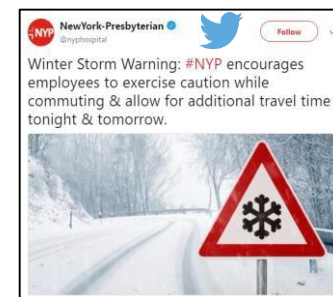 NYP
NewYork-Presbyterian
@nyphospital
Follow
Winter Storm Warning: #NYP encourages
employees to exercise caution while
commuting & allow for additional travel time
tonight & tomorrow.